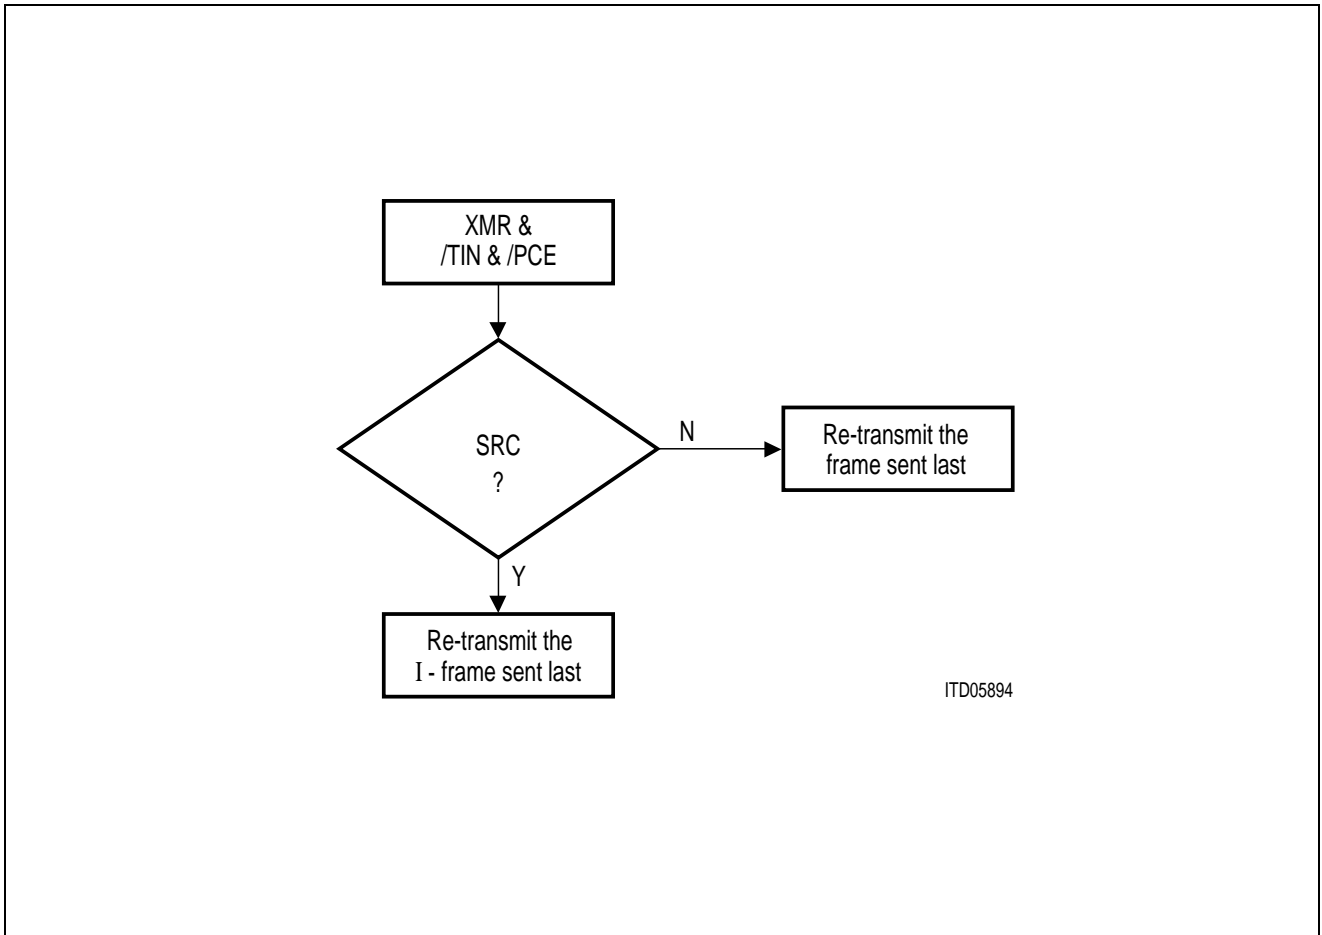 XMR &
/TIN & /PCE
SRC
?
N
Re-transmit the
frame sent last
Y
Re-transmit the
I - frame sent last
ITD05894